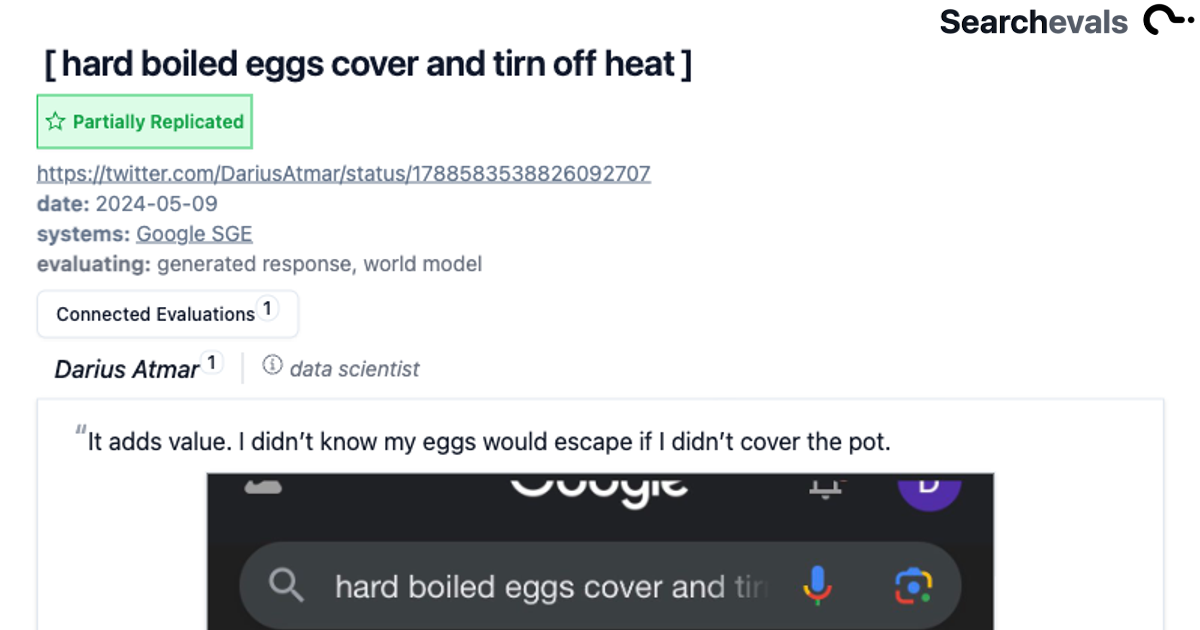 Searchevals
[ hard boiled eggs cover and tirn off heat ]
Partially Replicated
https://twitter.com/DariusAtmar/status/1788583538826092707
date: 2024-05-09
systems: Google SGE
evaluating: generated response, world model
Connected Evaluations 1
Darius Atmar 1 data scientist
"It adds value. I didn't know my eggs would escape if I didn't cover the pot.
Google D
hard boiled eggs cover and tir